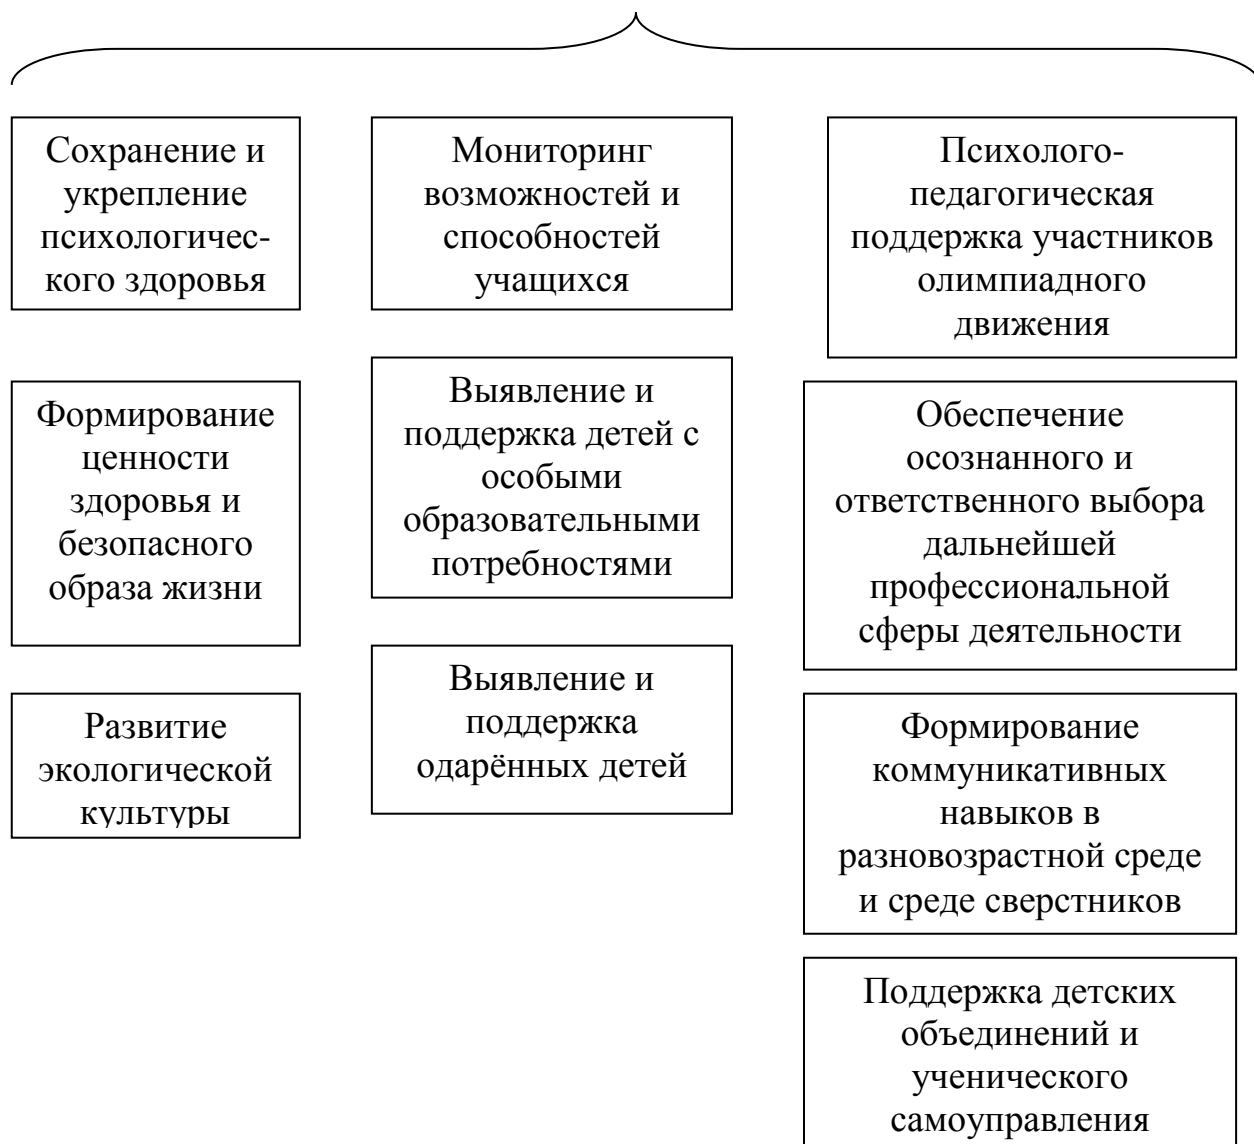 Сохранение и
укрепление
психологичес-
кого здоровья
Формирование
ценности
здоровья и
безопасного
образа жизни
Развитие
экологической
культуры
Мониторинг
возможностей и
способностей
учащихся
Выявление и
поддержка детей с
особыми
образовательными
потребностями
Выявление и
поддержка
одарённых детей
Психолого-
педагогическая
поддержка участников
олимпиадного
движения
Обеспечение
осознанного и
ответственного выбора
дальнейшей
профессиональной
сферы деятельности
Формирование
коммуникативных
навыков в
разновозрастной среде
и среде сверстников
Поддержка детских
объединений и
ученического
самоуправления